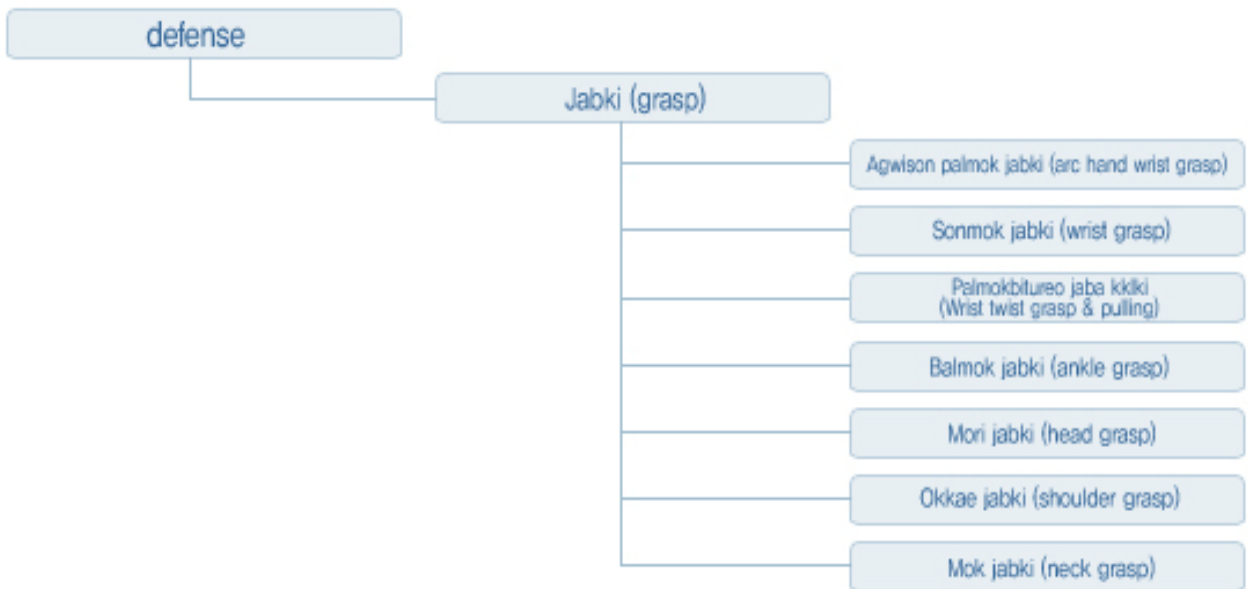 defense
Jabki (grasp)
Agwison palmok jabki (arc hand wrist grasp)
Sonmok jabki (wrist grasp)
Palmokbitureo jaba kklki
(Wrist twist grasp & pulling)
Balmok jabki (ankle grasp)
Mori jabki (head grasp)
Okkae jabki (shoulder grasp)
Mok jabki (neck grasp)